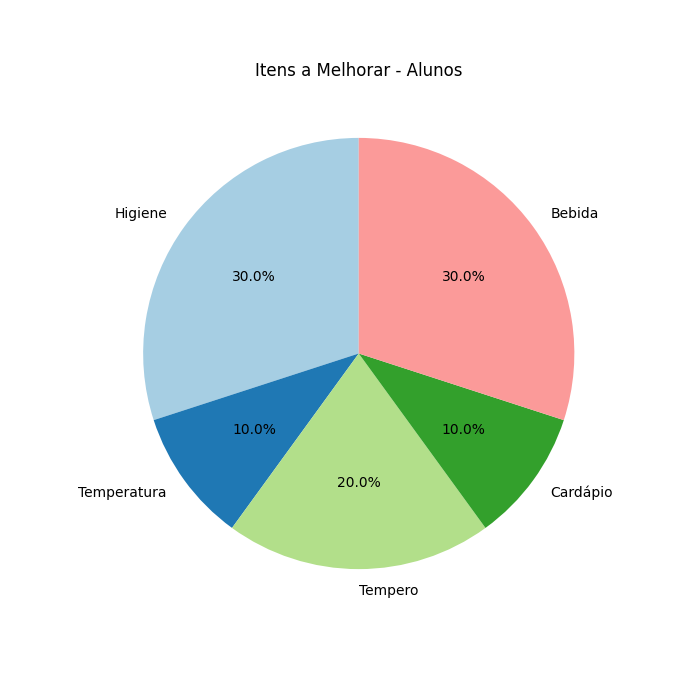 Itens a Melhorar - Alunos
Higiene
Bebida
30.0%
30.0%
10.0%
10.0%
20.0%
Temperatura
Cardápio
Tempero